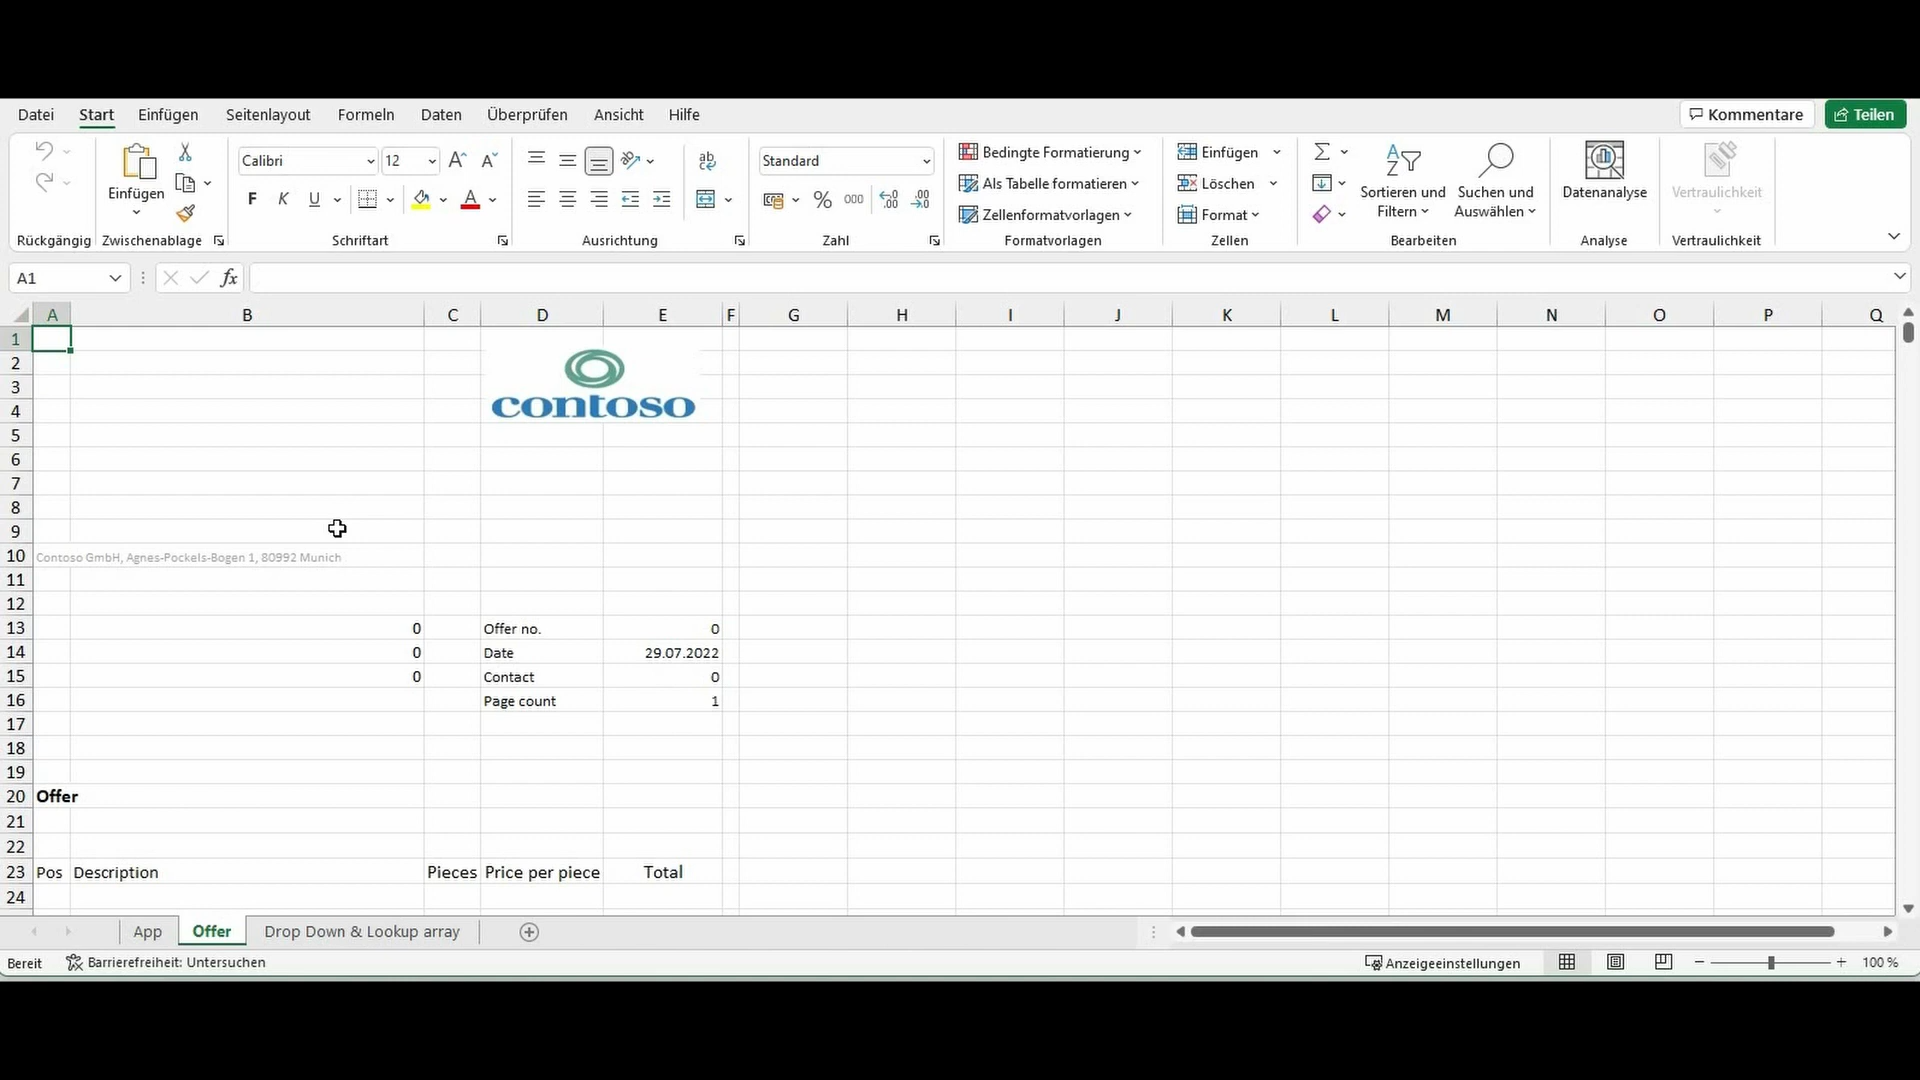 Datei Start Einfügen Seitenlayout Formeln Daten Überprüfen Ansicht Hilfe Kommentare Teilen
Calibri 12 Standard Bedingte Formatierung Einfügen
Einfügen Als Tabelle formatieren Löschen Sortieren und Filtern Suchen und Auswählen Datenanalyse Vertraulichkeit
F K U % 000 Zellenformatvorlagen Format
Rückgängig Zwischenablage Schriftart Ausrichtung Zahl Formatvorlagen Zellen Bearbeiten Analyse Vertraulichkeit
A1 fx
A B C D E F G H I J K L M N O P Q
1
2
3
contoso
4
5
6
7
8
9
10 Contoso GmbH, Agnes-Pockels-Bogen 1, 80992 Munich
11
12
13 0 Offer no. 0
14 0 Date 29.07.2022
15 0 Contact 0
16 Page count 1
17
18
19
20 Offer
21
22
23 Pos Description Pieces Price per piece Total
24
App Offer Drop Down & Lookup array
Bereit Barrierefreiheit: Untersuchen Anzeigeeinstellungen 100 %